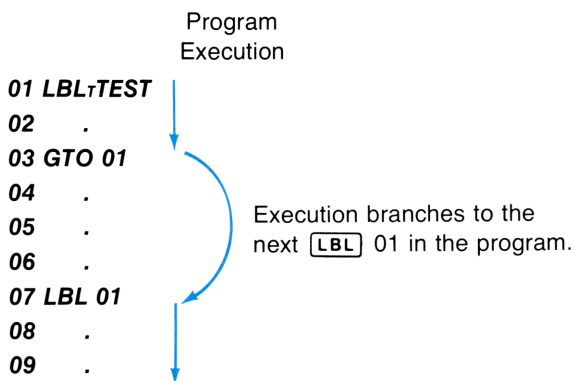 Program
Execution
01 LBLTTEST
02 .
03 GTO 01
04 .
05 .
06 .
07 LBL 01
08 .
09 .
Execution branches to the
next LBL 01 in the program.